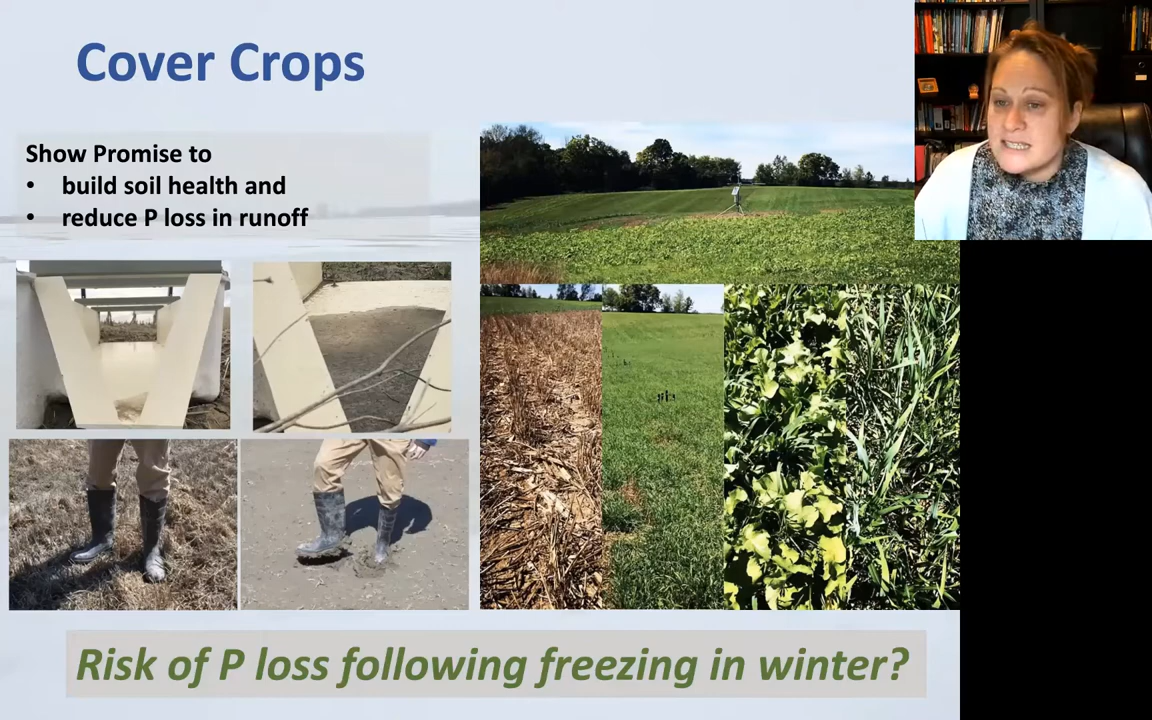 Cover Crops
Show Promise to
• build soil health and
• reduce P loss in runoff
Risk of P loss following freezing in winter?